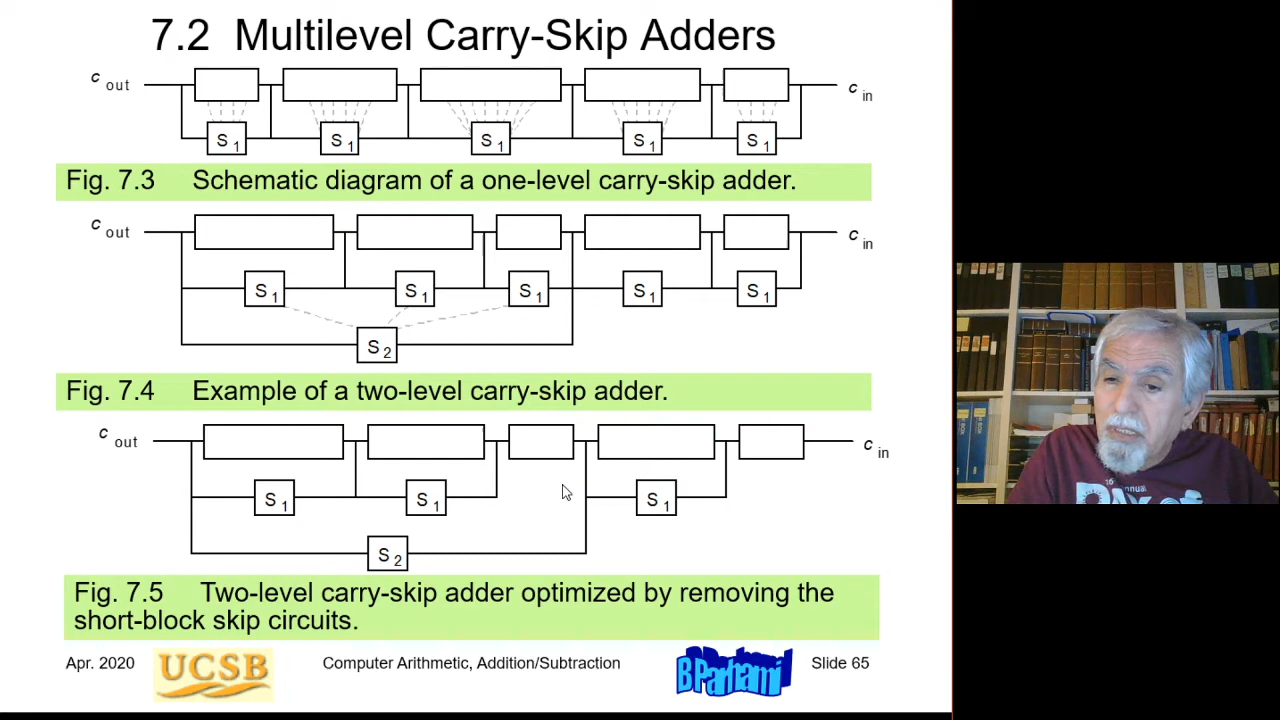 7.2 Multilevel Carry-Skip Adders
c out
c in
S 1 S 1 S 1 S 1 S 1
Fig. 7.3 Schematic diagram of a one-level carry-skip adder.
c out
c in
S 1 S 1 S 1 S 1 S 1
S 2
Fig. 7.4 Example of a two-level carry-skip adder.
c out
c in
S 1 S 1 S 1
S 2
Fig. 7.5 Two-level carry-skip adder optimized by removing the
short-block skip circuits.
Apr. 2020
UCSB
Computer Arithmetic, Addition/Subtraction
B Parhami
Slide 65